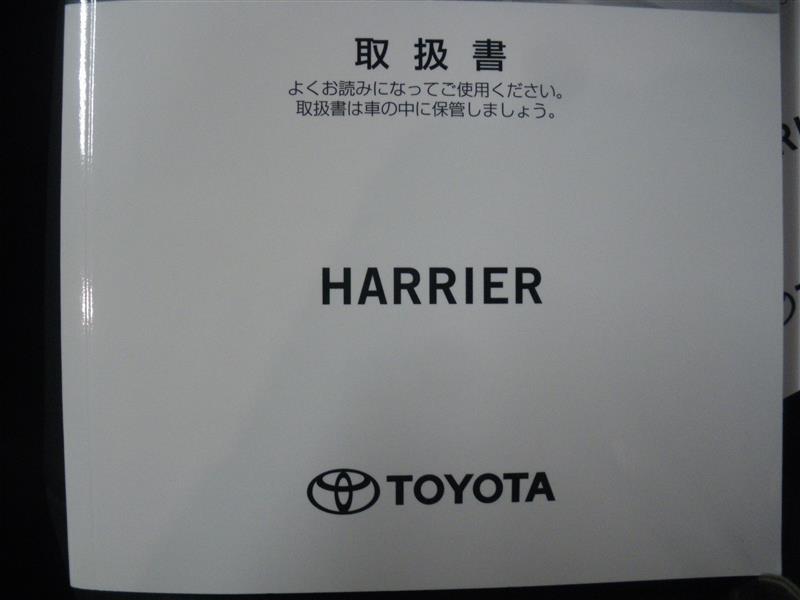 取扱書
よくお読みになってご使用ください。
取扱書は車の中に保管しましょう。
HARRIER
TOYOTA